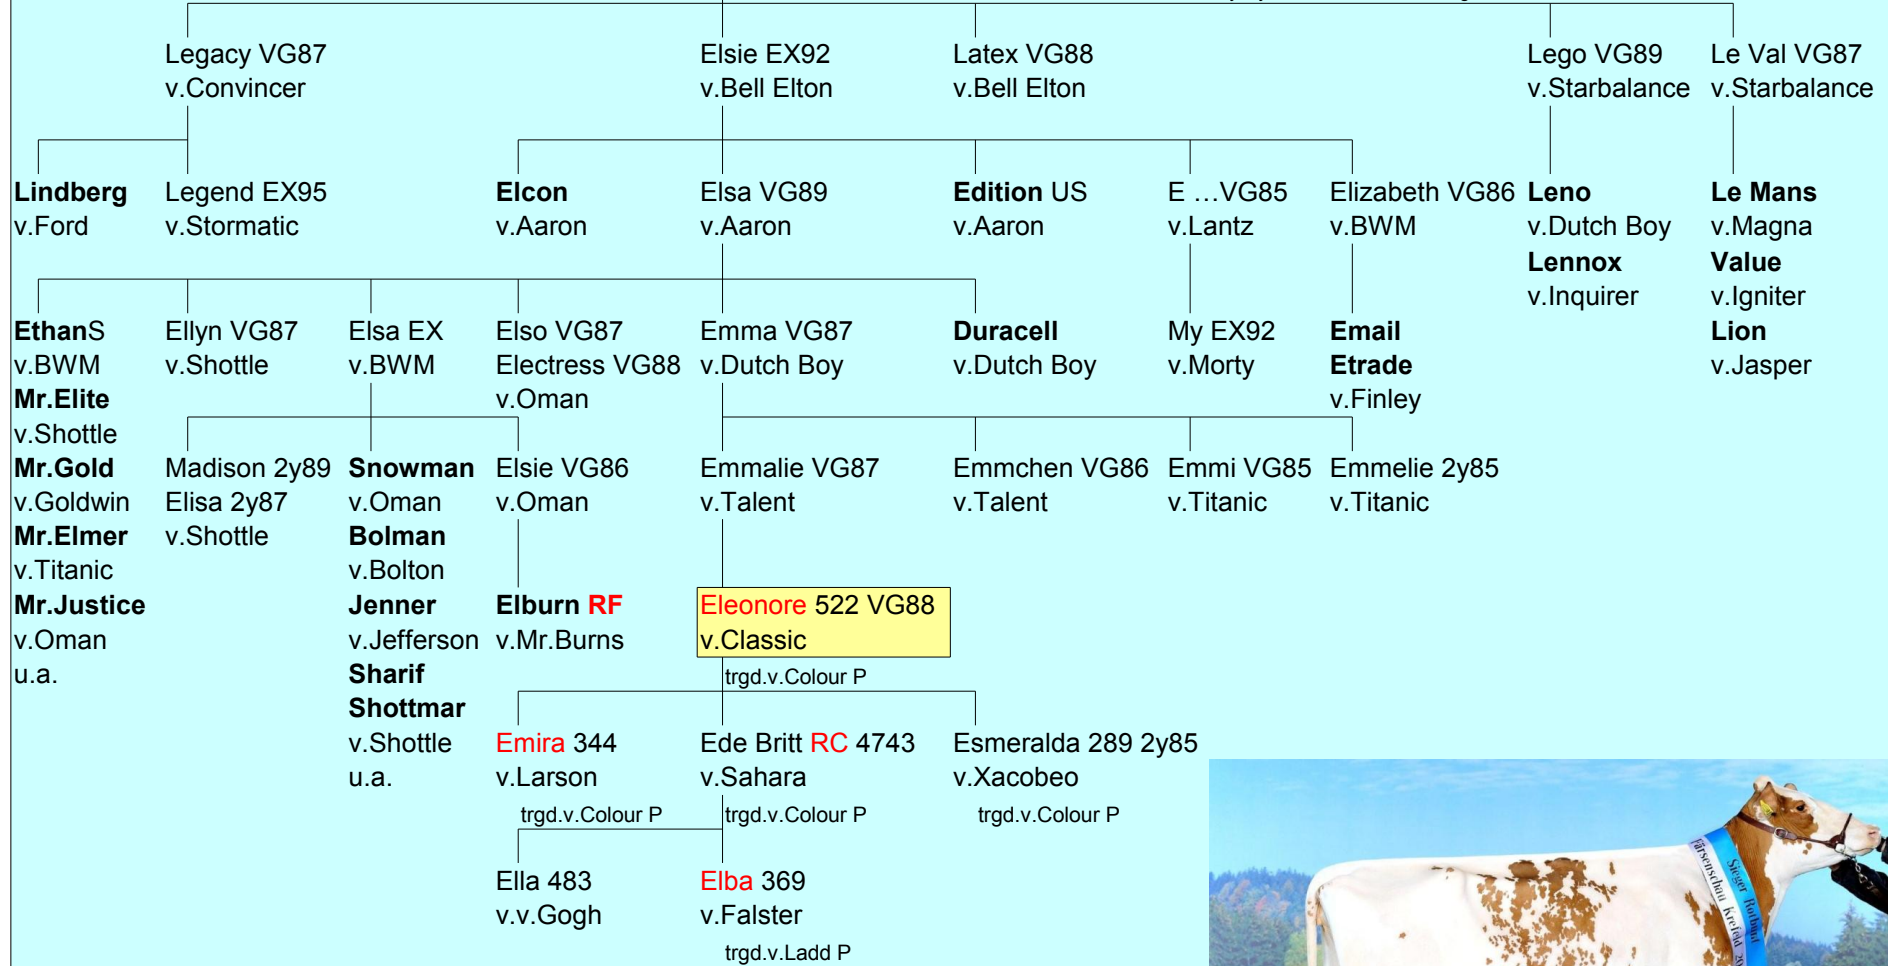 Legacy VG87
v.Convincer
Elsie EX92
v.Bell Elton
Latex VG88
v.Bell Elton
Lego VG89
v.Starbalance
Le Val VG87
v.Starbalance
Lindberg
v.Ford
Legend EX95
v.Stormatic
Elcon
v.Aaron
Elsa VG89
v.Aaron
Edition US
v.Aaron
E ...VG85
v.Lantz
Elizabeth VG86
v.BWM
Leno
v.Dutch Boy
Lennox
v.Inquirer
Le Mans
v.Magna
Value
v.Igniter
Lion
v.Jasper
EthanS
v.BWM
Mr.Elite
v.Shottle
Mr.Gold
v.Goldwin
Mr.Elmer
v.Titanic
Mr.Justice
v.Oman
u.a.
Ellyn VG87
v.Shottle
Elsa EX
v.BWM
Elso VG87
Electress VG88
v.Oman
Emma VG87
v.Dutch Boy
Duracell
v.Dutch Boy
My EX92
v.Morty
Email
Etrade
v.Finley
Madison 2y89
Elisa 2y87
v.Shottle
Snowman
v.Oman
Bolman
v.Bolton
Jenner
v.Jefferson
Sharif
Shottmar
v.Shottle
u.a.
Elsie VG86
v.Oman
Emmalie VG87
v.Talent
Emmchen VG86
v.Talent
Emmi VG85
v.Titanic
Emmelie 2y85
v.Titanic
Elburn RF
v.Mr.Burns
Eleonore 522 VG88
v.Classic
trgd.v.Colour P
Emira 344
v.Larson
trgd.v.Colour P
Ede Britt RC 4743
v.Sahara
trgd.v.Colour P
Esmeralda 289 2y85
v.Xacobeo
trgd.v.Colour P
Ella 483
v.v.Gogh
Elba 369
v.Falster
trgd.v.Ladd P
Sieger Rotbunt
Färsenschau Krefeld